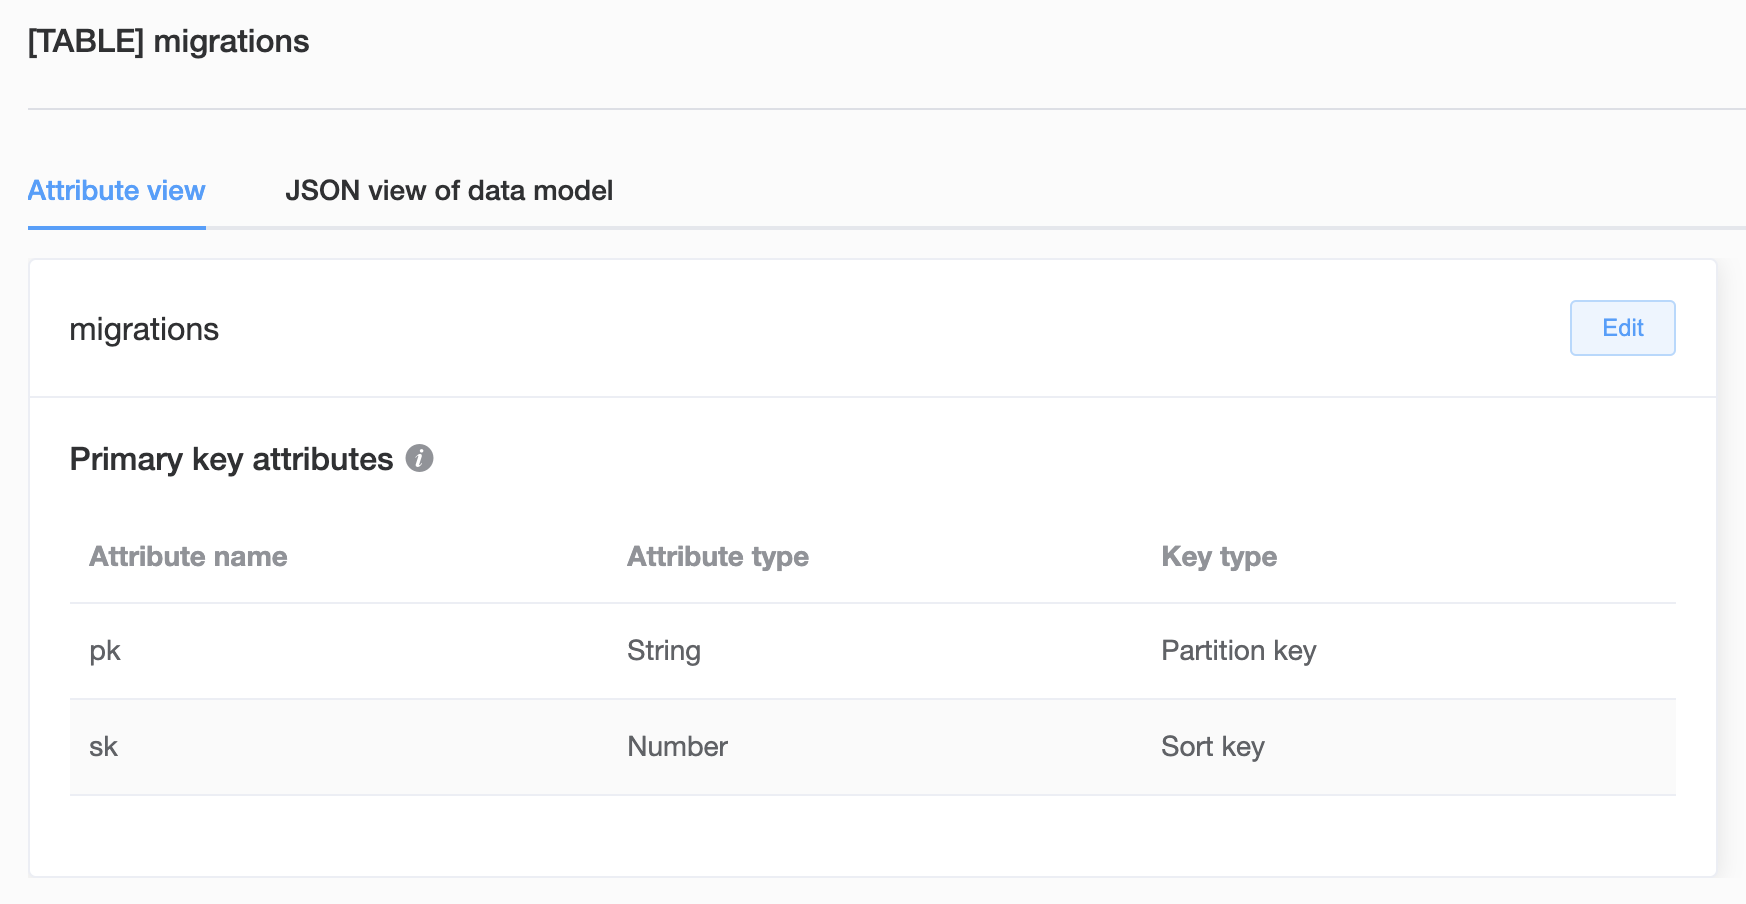 [TABLE] migrations
Attribute view JSON view of data model
migrations Edit
Primary key attributes i
Attribute name Attribute type Key type
pk String Partition key
sk Number Sort key